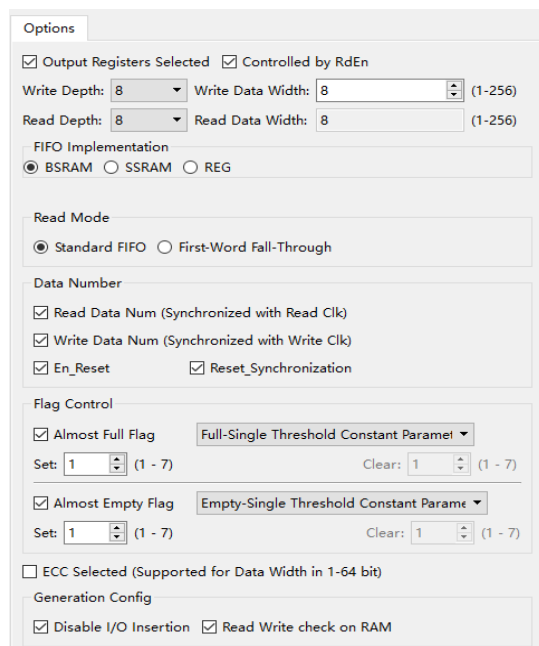 Options
Output Registers Selected Controlled by RdEn
Write Depth: 8 Write Data Width: 8 (1-256)
Read Depth: 8 Read Data Width: 8 (1-256)
FIFO Implementation
BSRAM SSRAM REG
Read Mode
Standard FIFO First-Word Fall-Through
Data Number
Read Data Num (Synchronized with Read Clk)
Write Data Num (Synchronized with Write Clk)
En_Reset Reset_Synchronization
Flag Control
Almost Full Flag Full-Single Threshold Constant Paramet
Set: 1 (1 - 7) Clear: 1 (1 - 7)
Almost Empty Flag Empty-Single Threshold Constant Parame
Set: 1 (1 - 7) Clear: 1 (1 - 7)
ECC Selected (Supported for Data Width in 1-64 bit)
Generation Config
Disable I/O Insertion Read Write check on RAM